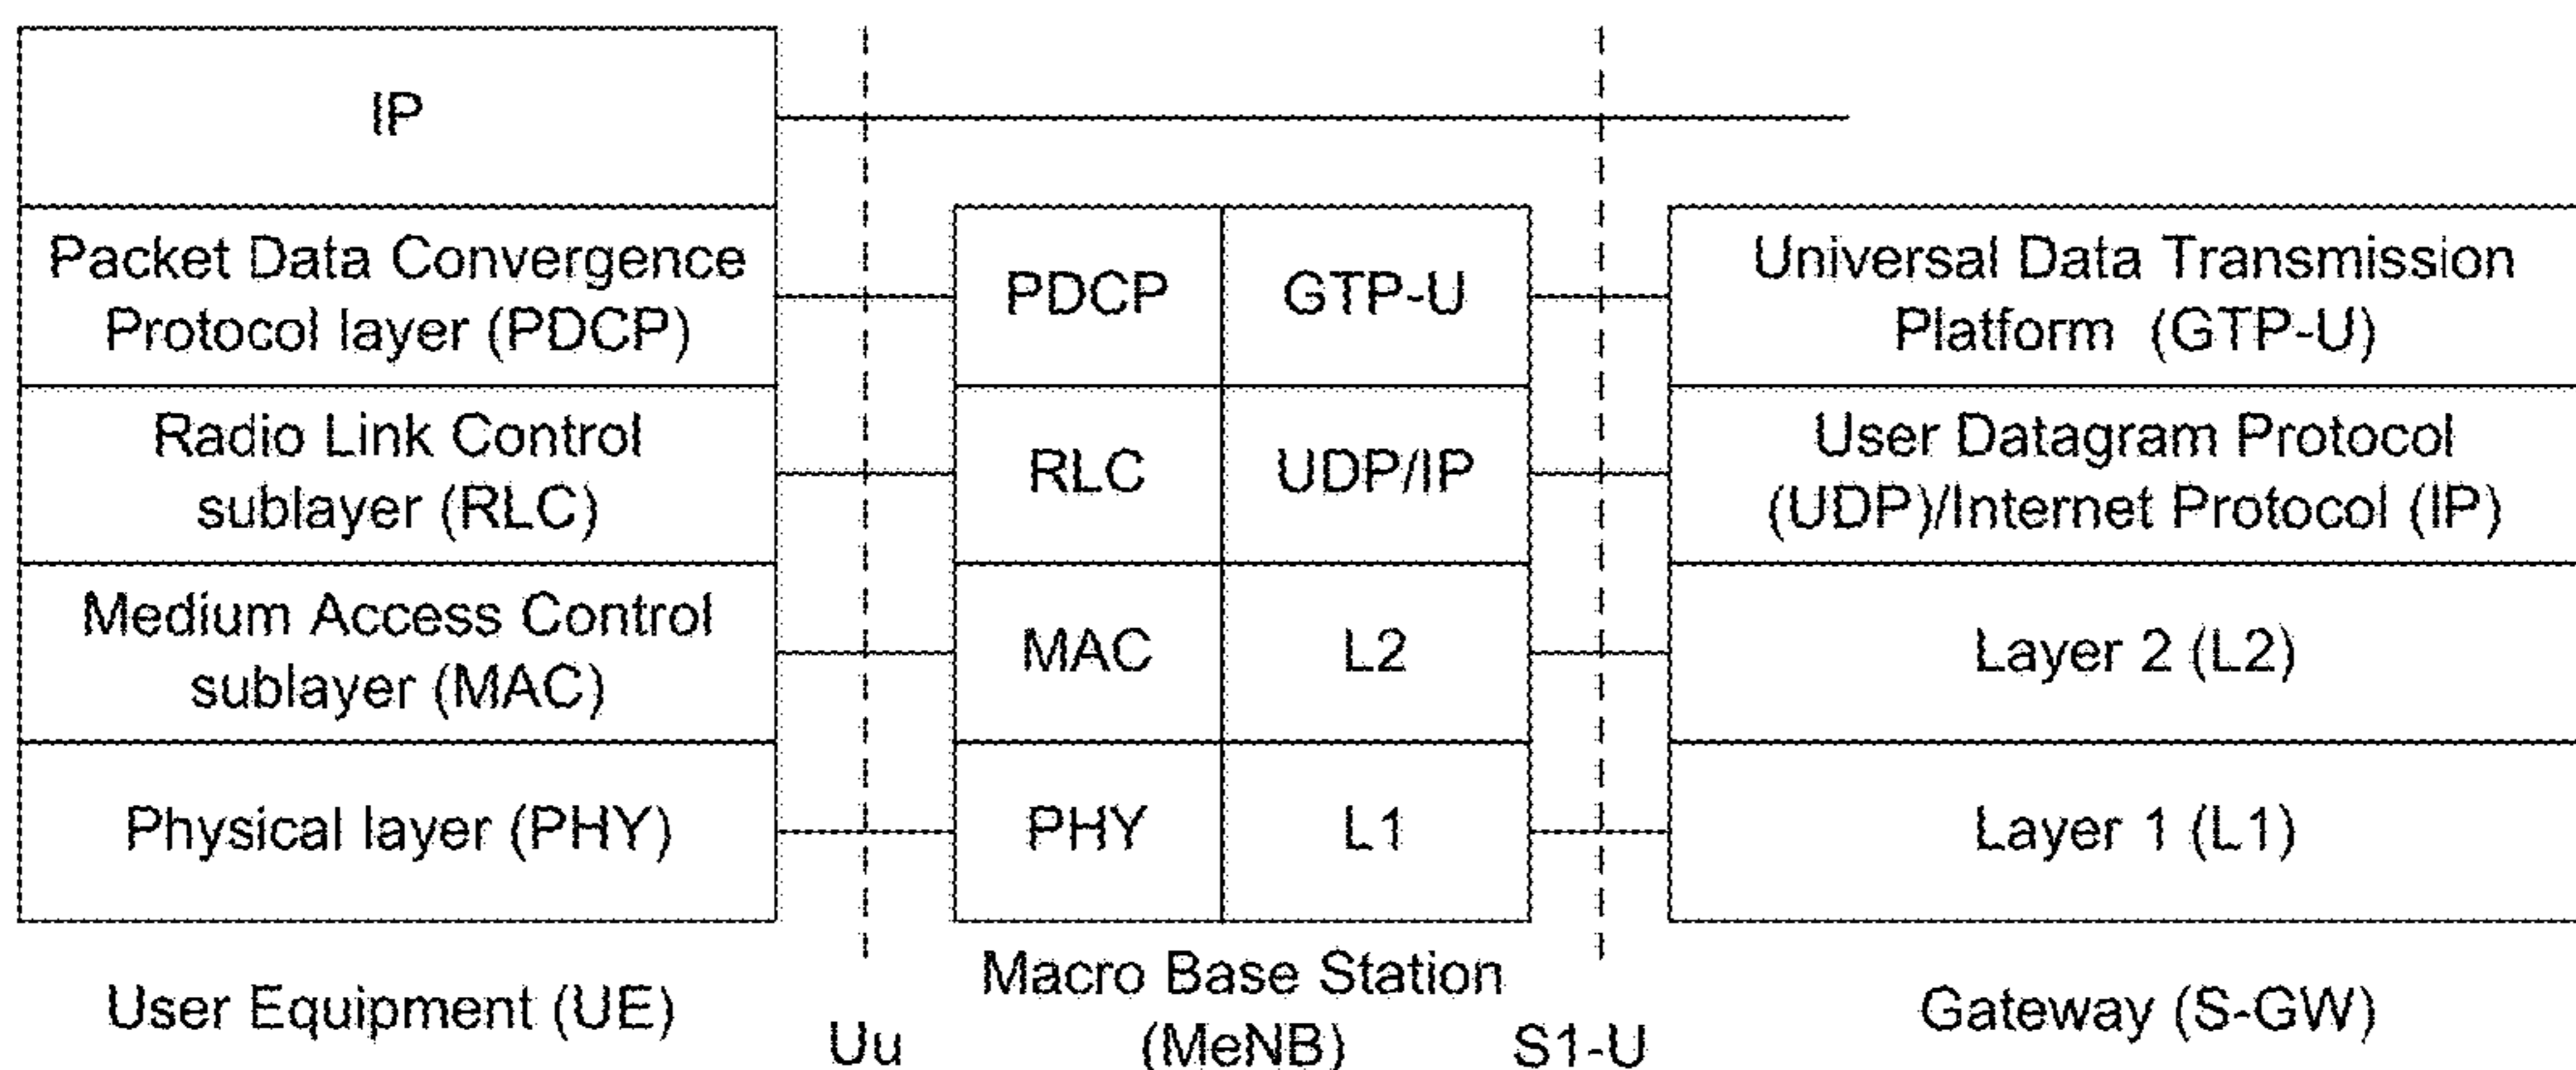 IP
Packet Data Convergence
Protocol layer (PDCP)
PDCP
GTP-U
Universal Data Transmission
Platform (GTP-U)
Radio Link Control
sublayer (RLC)
RLC
UDP/IP
User Datagram Protocol
(UDP)/Internet Protocol (IP)
Medium Access Control
sublayer (MAC)
MAC
L2
Layer 2 (L2)
Physical layer (PHY)
PHY
L1
Layer 1 (L1)
User Equipment (UE)
Uu
Macro Base Station
(MeNB)
S1-U
Gateway (S-GW)